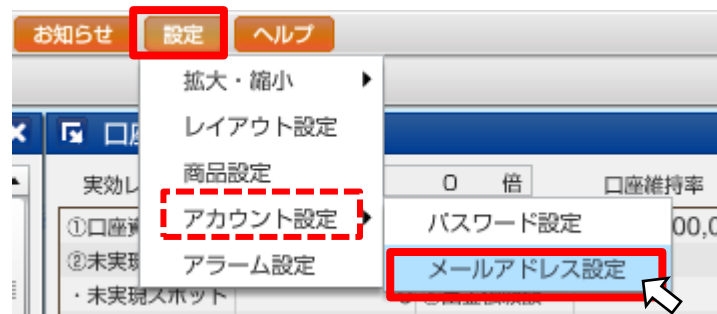 お知らせ 設定 ヘルプ
拡大・縮小
レイアウト設定
商品設定
実効レ 0 倍 口座維持率
アカウント設定 パスワード設定
①口座資 00,0
アラーム設定 メールアドレス設定
②未実現
・未実現スポット